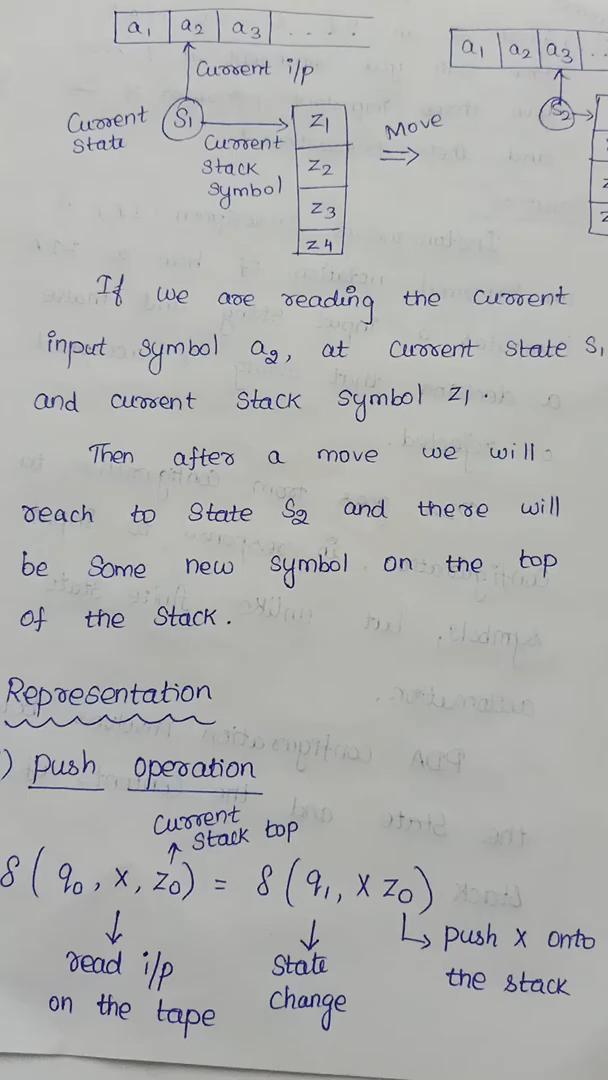 a1 a2 a3 . . . .
a1 a2 a3 ..
Current i/p
Current State
S1
S2
Current Stack Symbol
Z1
Z2
Z3
Z4
Move
⇒
If we are reading the current
input symbol a2, at current state S1
and current stack symbol Z1.
Then after a move we will
reach to state S2 and there will
be some new symbol on the top
of the stack.
Representation
) Push operation
Current
Stack top
δ(q0, x, z0) = δ(q1, x z0)
read i/p
on the tape
State
change
push x onto
the stack